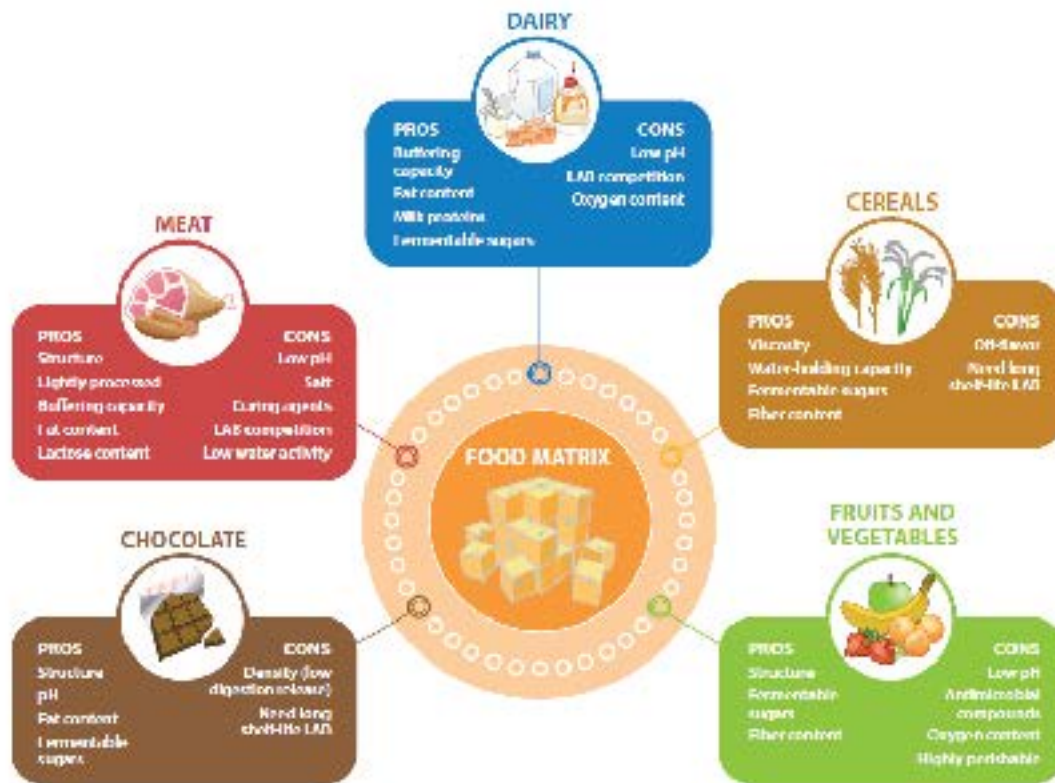 DAIRY
PROS
Buffering
capacity
Fat content
Milk proteins
Fermentable sugars
CONS
Low pH
LAB competition
Oxygen content
MEAT
PROS
Structure
Lightly processed
Buffering capacity
Fat content
Lactose content
CONS
Low pH
Salt
Curing agents
LAB competition
Low water activity
CEREALS
PROS
Viscosity
Water-holding capacity
Fermentable sugars
Fiber content
CONS
Off-flavor
Need long
shelf-life LAB
FOOD MATRIX
CHOCOLATE
PROS
Structure
pH
Fat content
Fermentable
sugars
CONS
Density (low
digestion release)
Need long
shelf-life LAB
FRUITS AND
VEGETABLES
PROS
Structure
Fermentable
sugars
Fiber content
CONS
Low pH
Antimicrobial
compounds
Oxygen content
Highly perishable